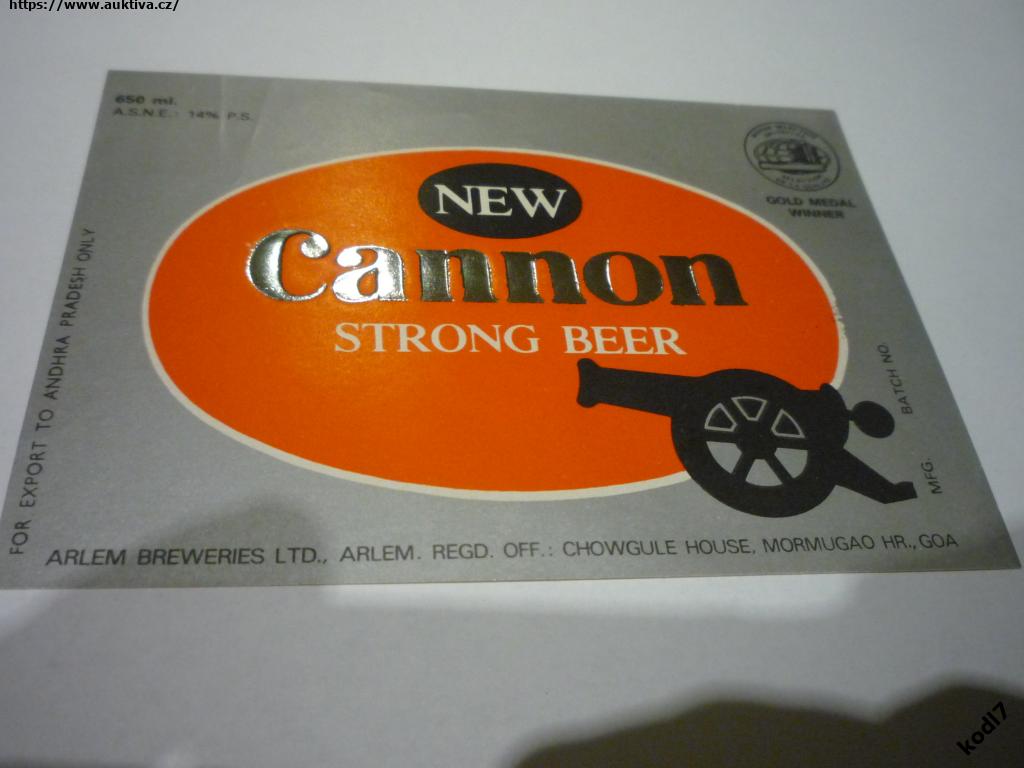 https://www.auktiva.cz/
650 ml.
A.S.N.E.: 14% P.S.
GOLD MEDAL
WINNER
NEW
Cannon
STRONG BEER
FOR EXPORT TO ANDHRA PRADESH ONLY
BATCH NO.
MFG.
ARLEM BREWERIES LTD., ARLEM. REGD. OFF.: CHOWGULE HOUSE, MORMUGAO HR., GOA
kodl7